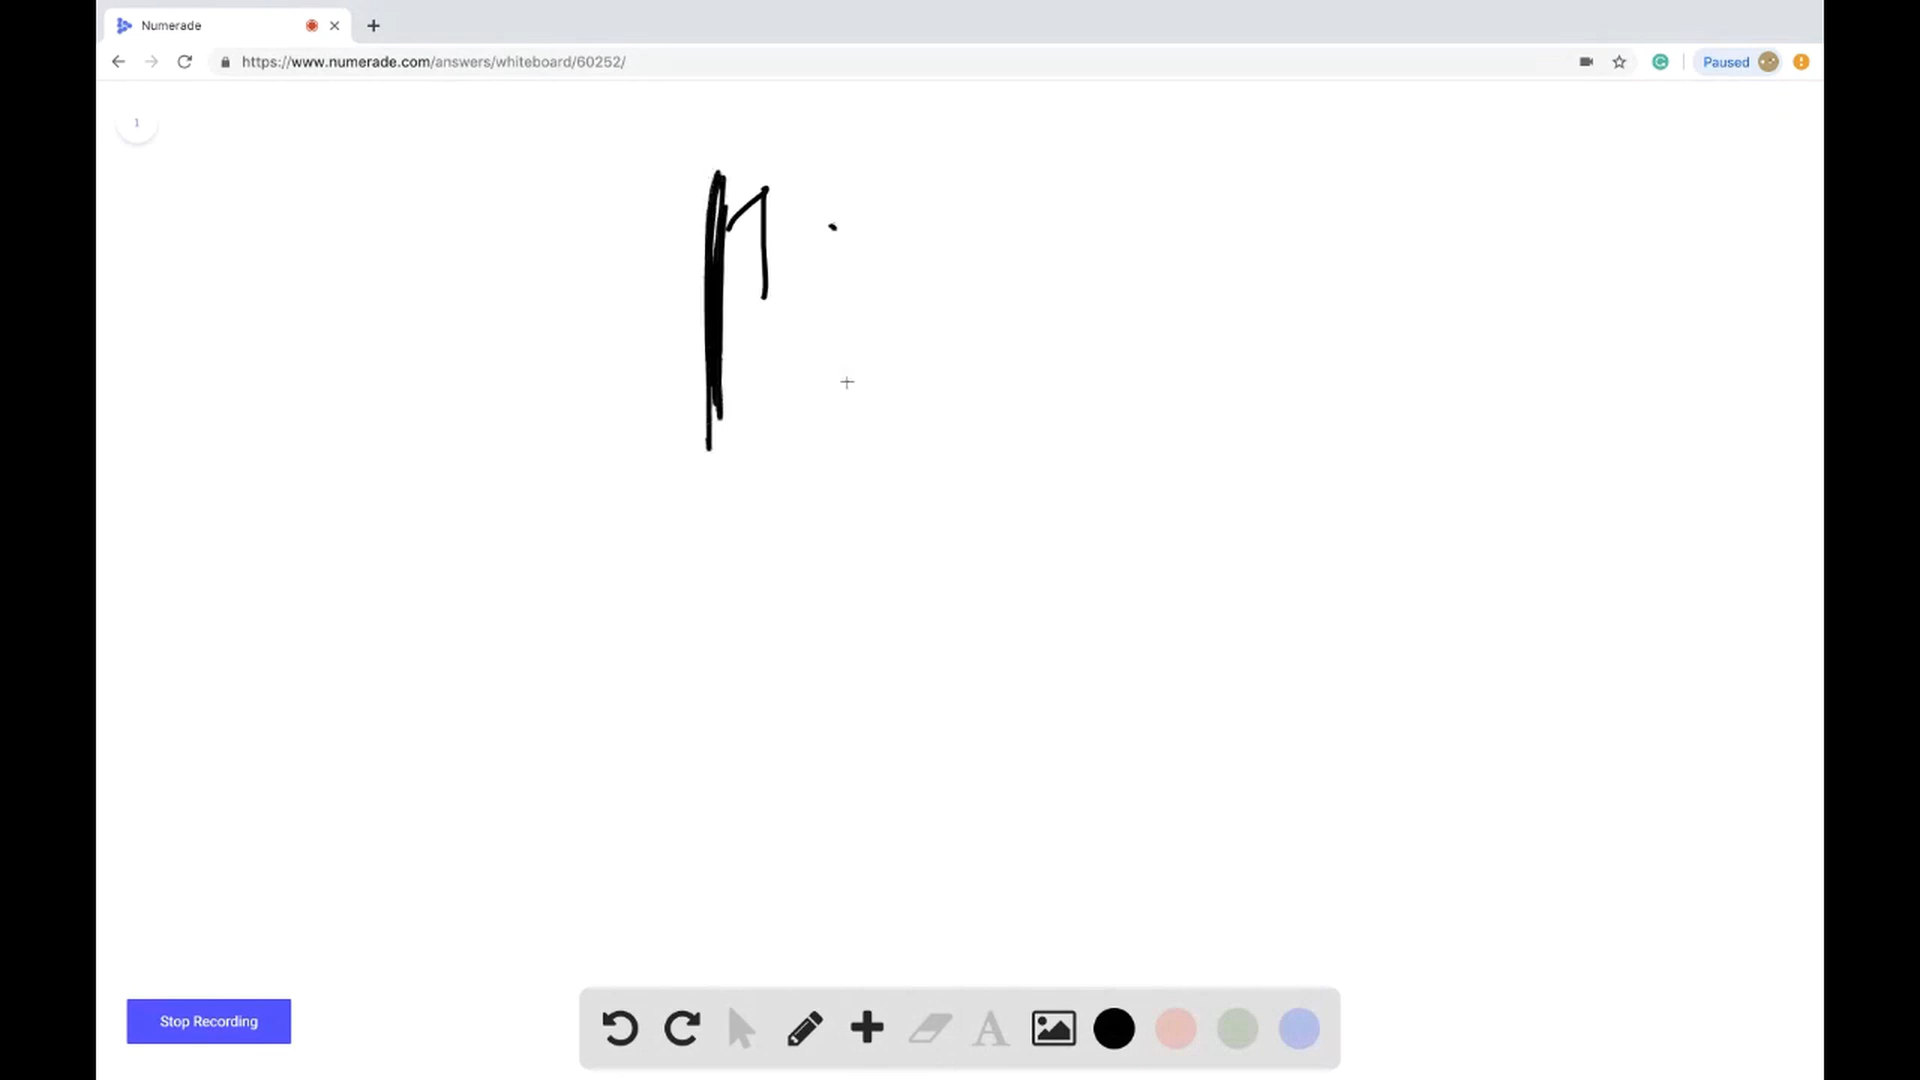 Numerade
https://www.numerade.com/answers/whiteboard/60252/
Paused
1
Stop Recording
A